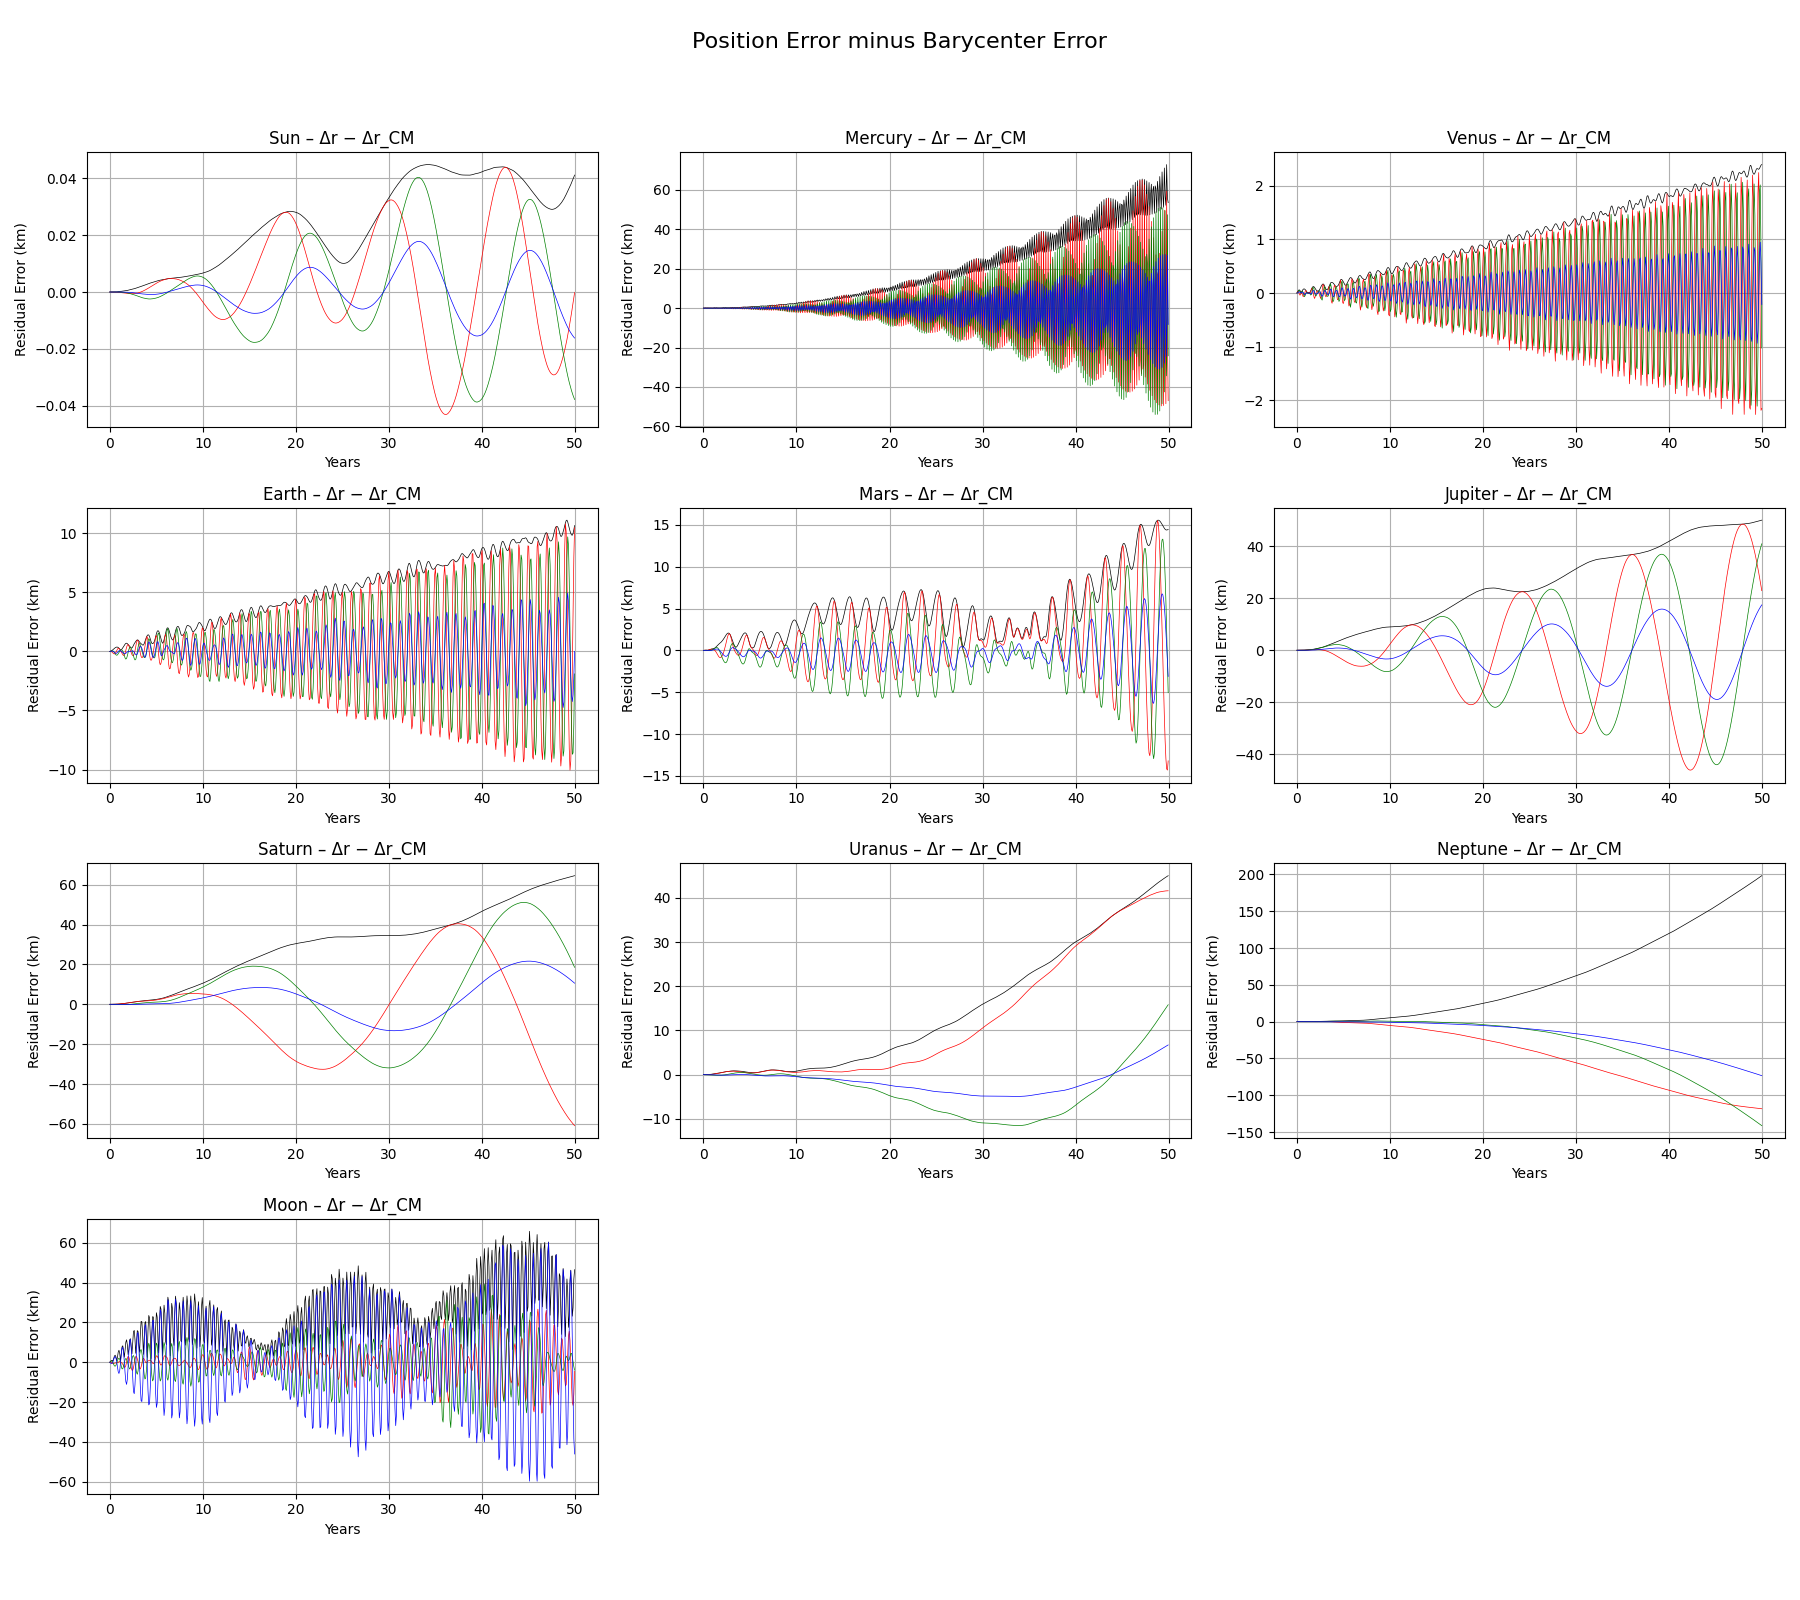 Position Error minus Barycenter Error
Sun – Δr − Δr_CM
Residual Error (km)
0.04
0.02
0.00
−0.02
−0.04
0 10 20 30 40 50
Years
Mercury – Δr − Δr_CM
Residual Error (km)
60
40
20
0
−20
−40
−60
0 10 20 30 40 50
Years
Venus – Δr − Δr_CM
Residual Error (km)
2
1
0
−1
−2
0 10 20 30 40 50
Years
Earth – Δr − Δr_CM
Residual Error (km)
10
5
0
−5
−10
0 10 20 30 40 50
Years
Mars – Δr − Δr_CM
Residual Error (km)
15
10
5
0
−5
−10
−15
0 10 20 30 40 50
Years
Jupiter – Δr − Δr_CM
Residual Error (km)
40
20
0
−20
−40
0 10 20 30 40 50
Years
Saturn – Δr − Δr_CM
Residual Error (km)
60
40
20
0
−20
−40
−60
0 10 20 30 40 50
Years
Uranus – Δr − Δr_CM
Residual Error (km)
40
30
20
10
0
−10
0 10 20 30 40 50
Years
Neptune – Δr − Δr_CM
Residual Error (km)
200
150
100
50
0
−50
−100
−150
0 10 20 30 40 50
Years
Moon – Δr − Δr_CM
Residual Error (km)
60
40
20
0
−20
−40
−60
0 10 20 30 40 50
Years